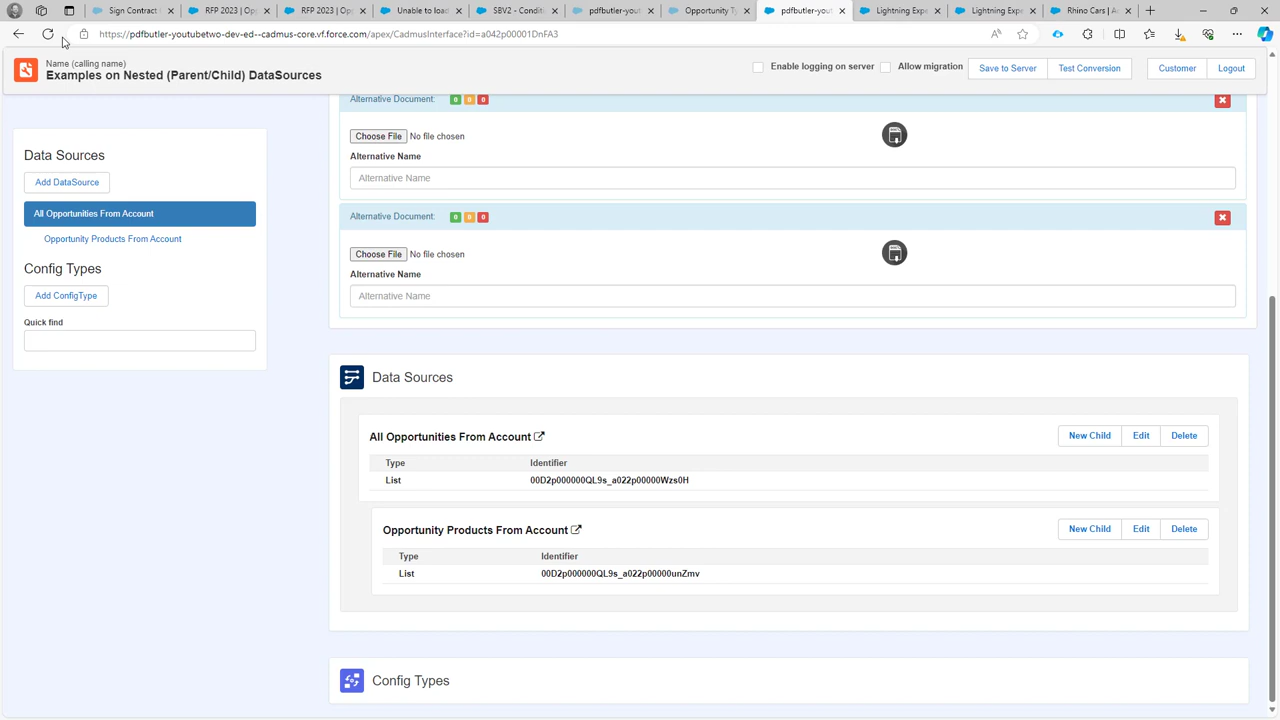 Sign Contract
RFP 2023 | Op
RFP 2023 | Op
Unable to load
SBV2 - Condit
pdfbutler-yout
Opportunity Ty
pdfbutler-yout
Lightning Exp
Lightning Exp
Rhino Cars | A
https://pdfbutler-youtubetwo-dev-ed--cadmus-core.vf.force.com/apex/CadmusInterface?id=a042p00001DnFA3
Name (calling name)
Examples on Nested (Parent/Child) DataSources
Enable logging on server
Allow migration
Save to Server
Test Conversion
Customer
Logout
Data Sources
Add DataSource
All Opportunities From Account
Opportunity Products From Account
Config Types
Add ConfigType
Quick find
Alternative Document: 0 0 0
Choose File No file chosen
Alternative Name
Alternative Name
Alternative Document: 0 0 0
Choose File No file chosen
Alternative Name
Alternative Name
Data Sources
All Opportunities From Account
New Child Edit Delete
Type Identifier
List 00D2p000000QL9s_a022p00000Wzs0H
Opportunity Products From Account
New Child Edit Delete
Type Identifier
List 00D2p000000QL9s_a022p00000unZmv
Config Types